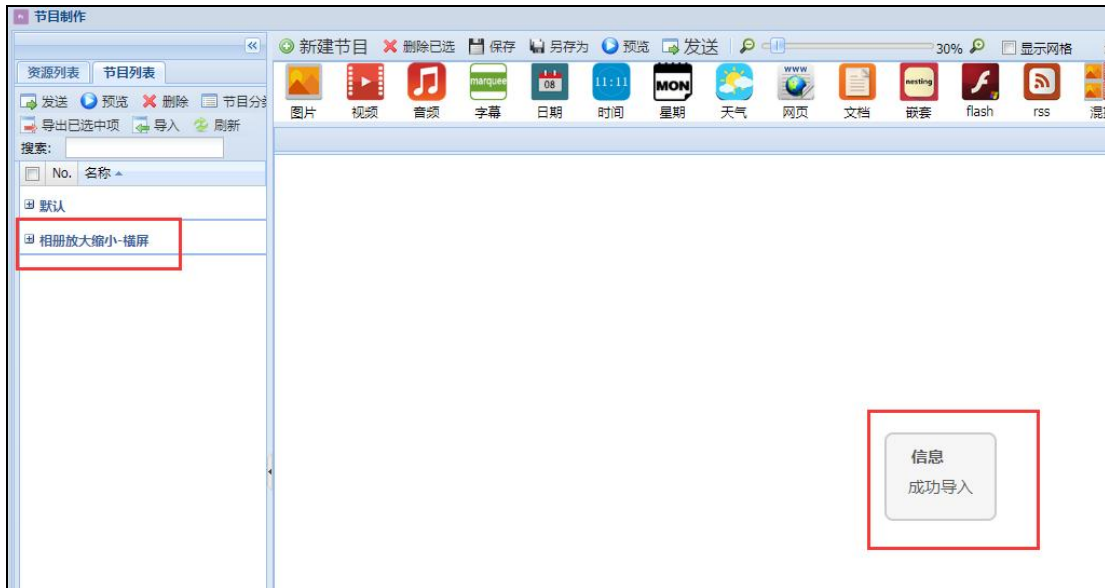 节目制作
资源列表 节目列表
发送 预览 删除 节目分类
导出已选中项 导入 刷新
搜索:
No. 名称
默认
相册放大缩小-横屏
新建节目 删除已选 保存 另存为 预览 发送 30% 显示网格
marquee 08 11:11 MON www nesting
图片 视频 音频 字幕 日期 时间 星期 天气 网页 文档 嵌套 flash rss
信息
成功导入